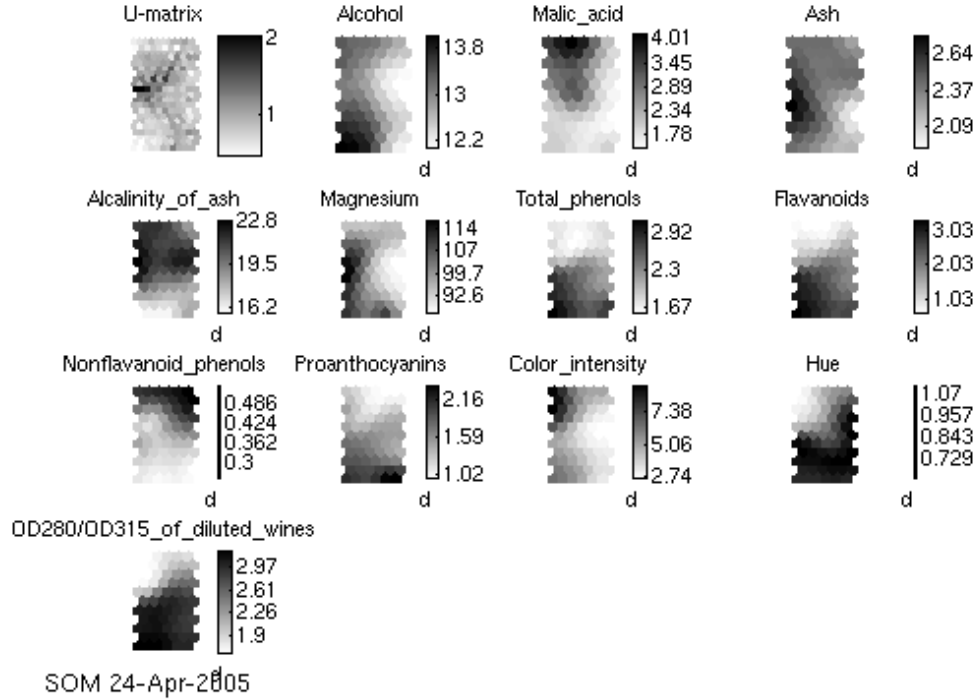 U-matrix
2
1
Alcohol
13.8
13
12.2
d
Malic_acid
4.01
3.45
2.89
2.34
1.78
d
Ash
2.64
2.37
2.09
d
Alcalinity_of_ash
22.8
19.5
16.2
d
Magnesium
114
107
99.7
92.6
d
Total_phenols
2.92
2.3
1.67
d
Flavanoids
3.03
2.03
1.03
d
Nonflavanoid_phenols
0.486
0.424
0.362
0.3
d
Proanthocyanins
2.16
1.59
1.02
d
Color_intensity
7.38
5.06
2.74
d
Hue
1.07
0.957
0.843
0.729
d
OD280/OD315_of_diluted_wines
2.97
2.61
2.26
1.9
d
SOM 24-Apr-2005